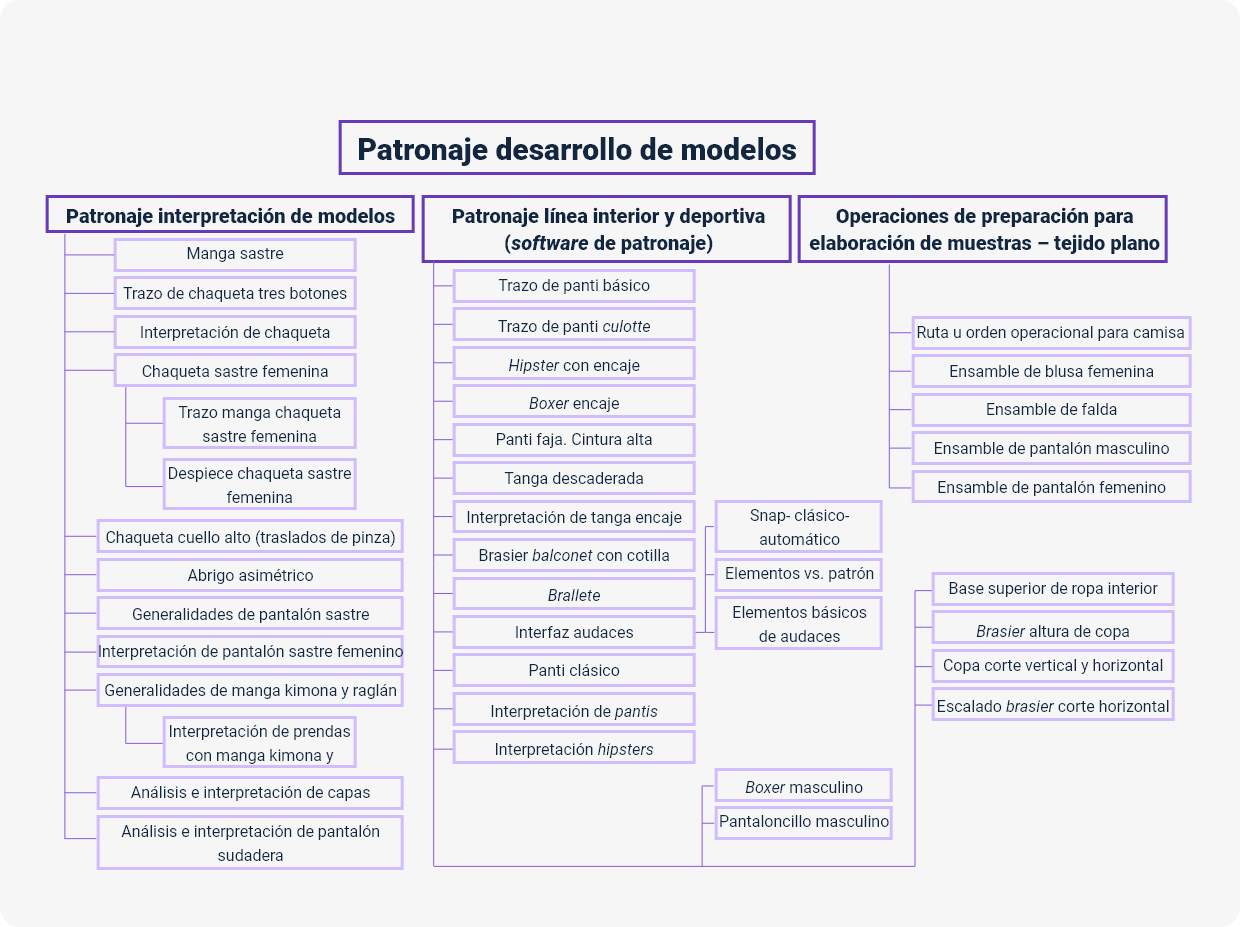 Patronaje desarrollo de modelos
Patronaje interpretación de modelos
Manga sastre
Trazo de chaqueta tres botones
Interpretación de chaqueta
Chaqueta sastre femenina
Trazo manga chaqueta
sastre femenina
Despiece chaqueta sastre
femenina
Chaqueta cuello alto (traslados de pinza)
Abrigo asimétrico
Generalidades de pantalón sastre
Interpretación de pantalón sastre femenino
Generalidades de manga kimona y raglán
Interpretación de prendas
con manga kimona y
Análisis e interpretación de capas
Análisis e interpretación de pantalón
sudadera
Patronaje línea interior y deportiva
(software de patronaje)
Trazo de panti básico
Trazo de panti culotte
Hipster con encaje
Boxer encaje
Panti faja. Cintura alta
Tanga descaderada
Interpretación de tanga encaje
Brasier balconet con cotilla
Brallete
Interfaz audaces
Snap- clásico-
automático
Elementos vs. patrón
Elementos básicos
de audaces
Panti clásico
Interpretación de pantis
Interpretación hipsters
Boxer masculino
Pantaloncillo masculino
Base superior de ropa interior
Brasier altura de copa
Copa corte vertical y horizontal
Escalado brasier corte horizontal
Operaciones de preparación para
elaboración de muestras – tejido plano
Ruta u orden operacional para camisa
Ensamble de blusa femenina
Ensamble de falda
Ensamble de pantalón masculino
Ensamble de pantalón femenino